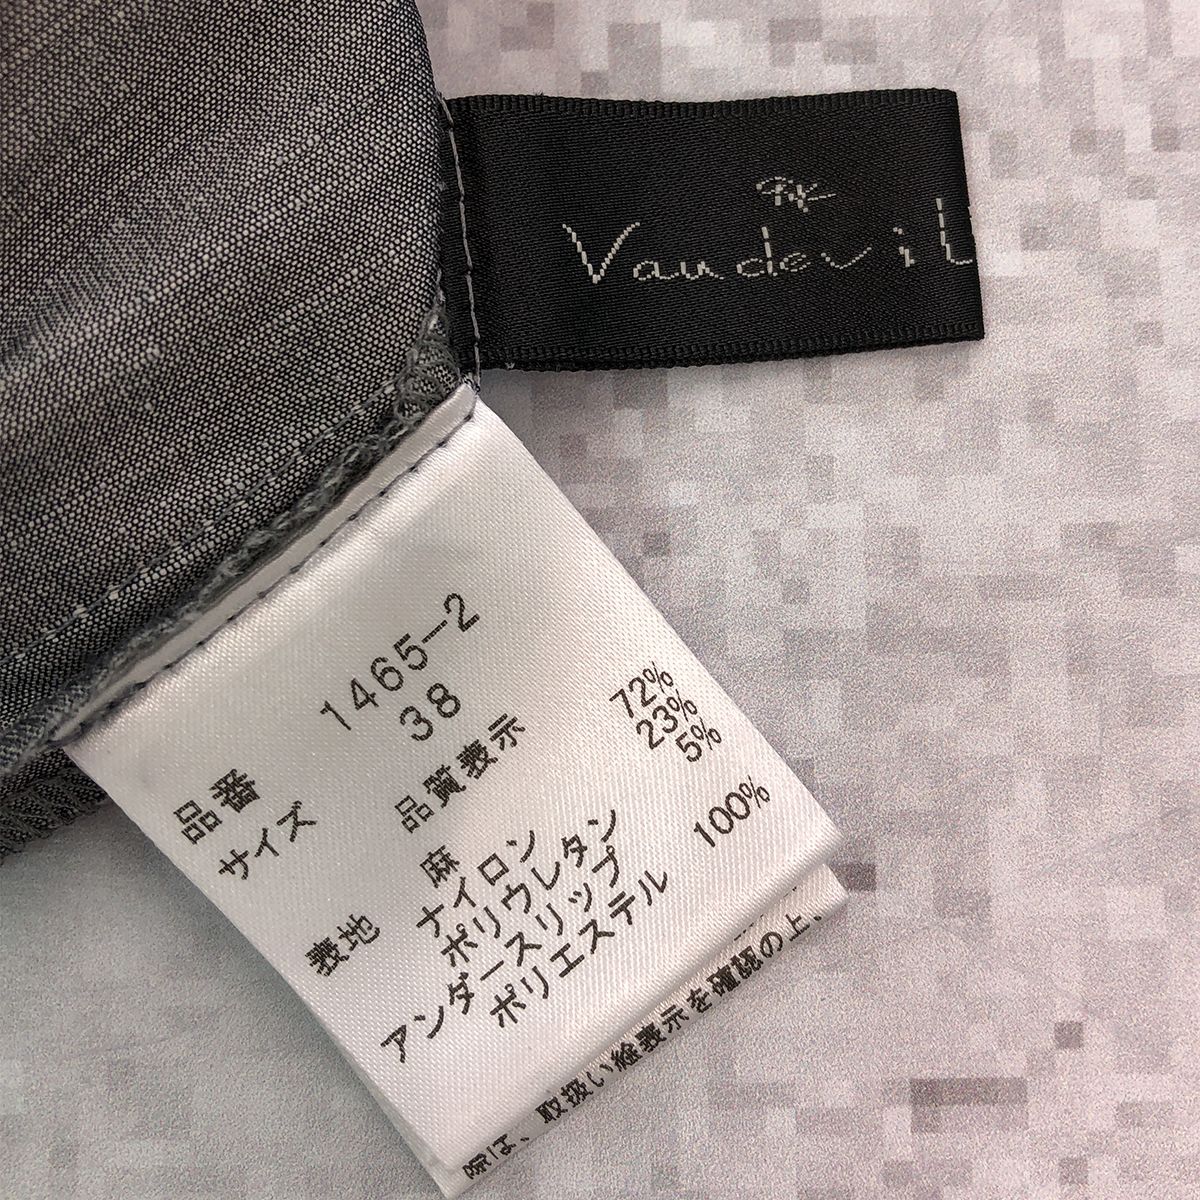 Vaudevil
品番 1465-2
サイズ 38
品質表示
表地 麻 72%
ナイロン 23%
ポリウレタン 5%
アンダースリップ
ポリエステル 100%
際は、取扱い絵表示を確認の上、